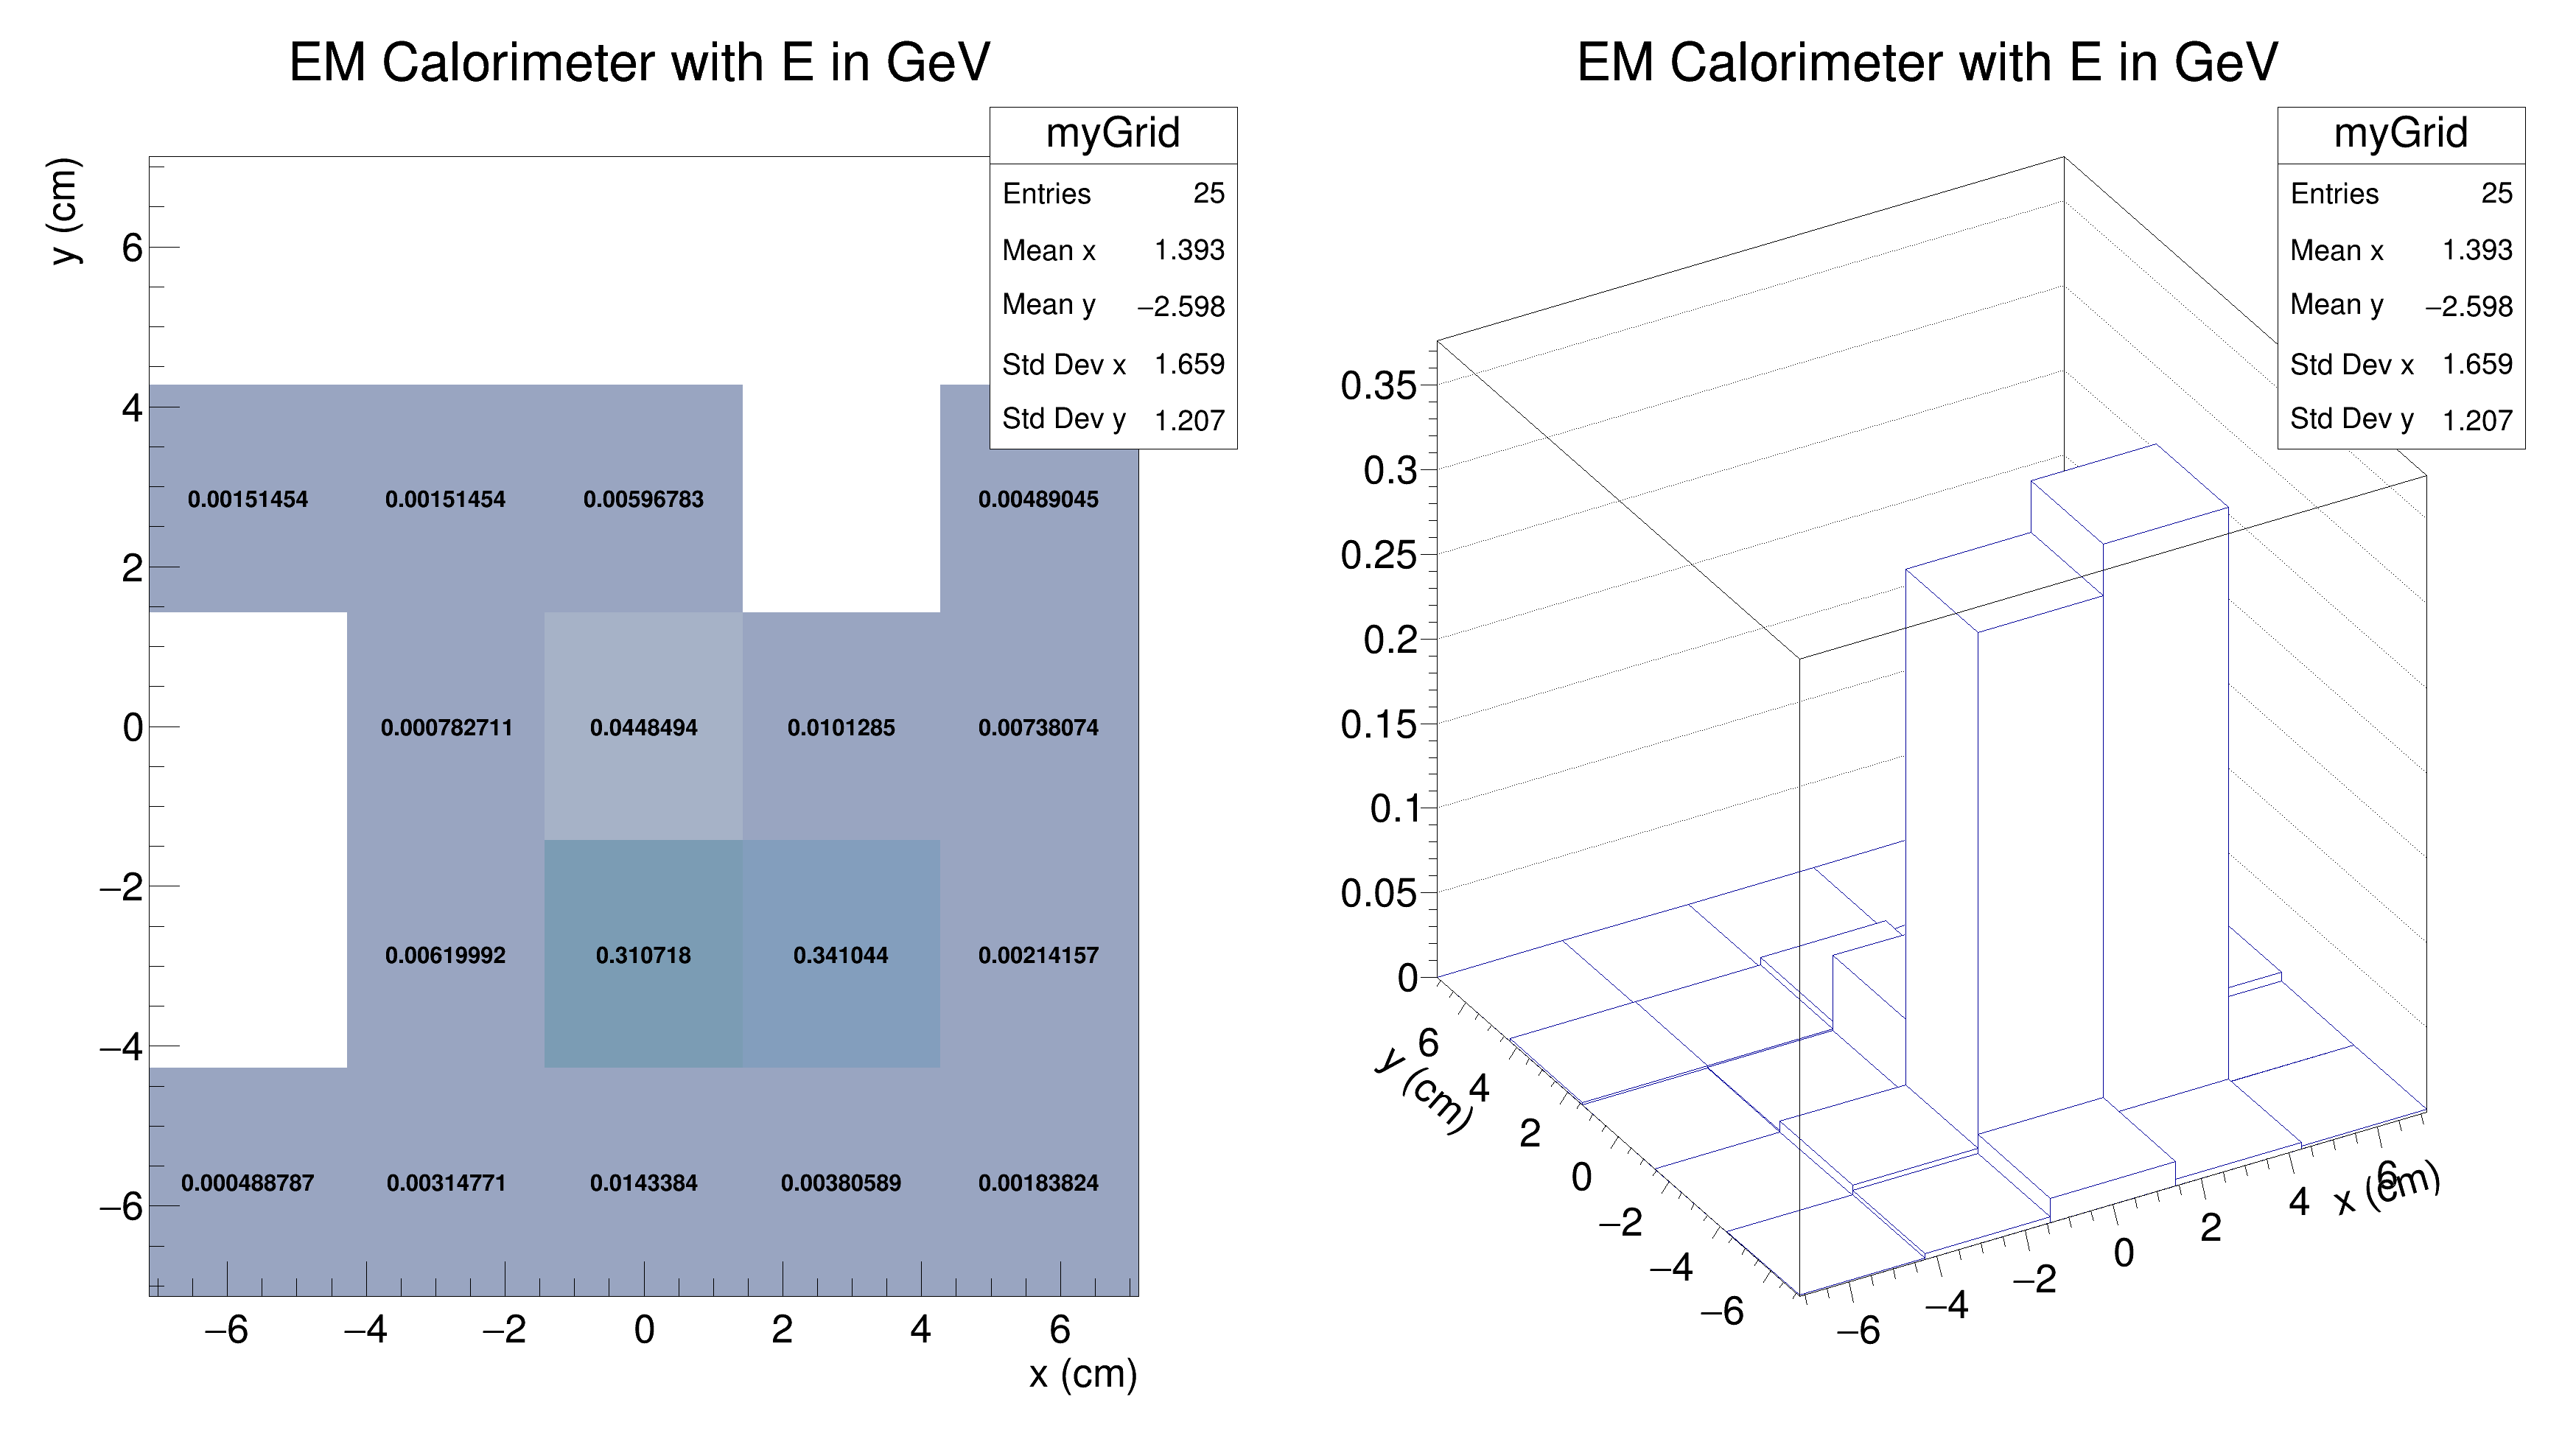 EM Calorimeter with E in GeV
myGrid
Entries 25
Mean x 1.393
Mean y −2.598
Std Dev x 1.659
Std Dev y 1.207
y (cm)
6
4
0.00151454 0.00151454 0.00596783 0.00489045
2
0
0.000782711 0.0448494 0.0101285 0.00738074
−2
0.00619992 0.310718 0.341044 0.00214157
−4
0.000488787 0.00314771 0.0143384 0.00380589 0.00183824
−6
−6 −4 −2 0 2 4 6
x (cm)
EM Calorimeter with E in GeV
myGrid
Entries 25
Mean x 1.393
Mean y −2.598
Std Dev x 1.659
Std Dev y 1.207
0.35
0.3
0.25
0.2
0.15
0.1
0.05
0
y (cm)
6
4
2
0
−2
−4
−6
−6 −4 −2 0 2 4 6
x (cm)